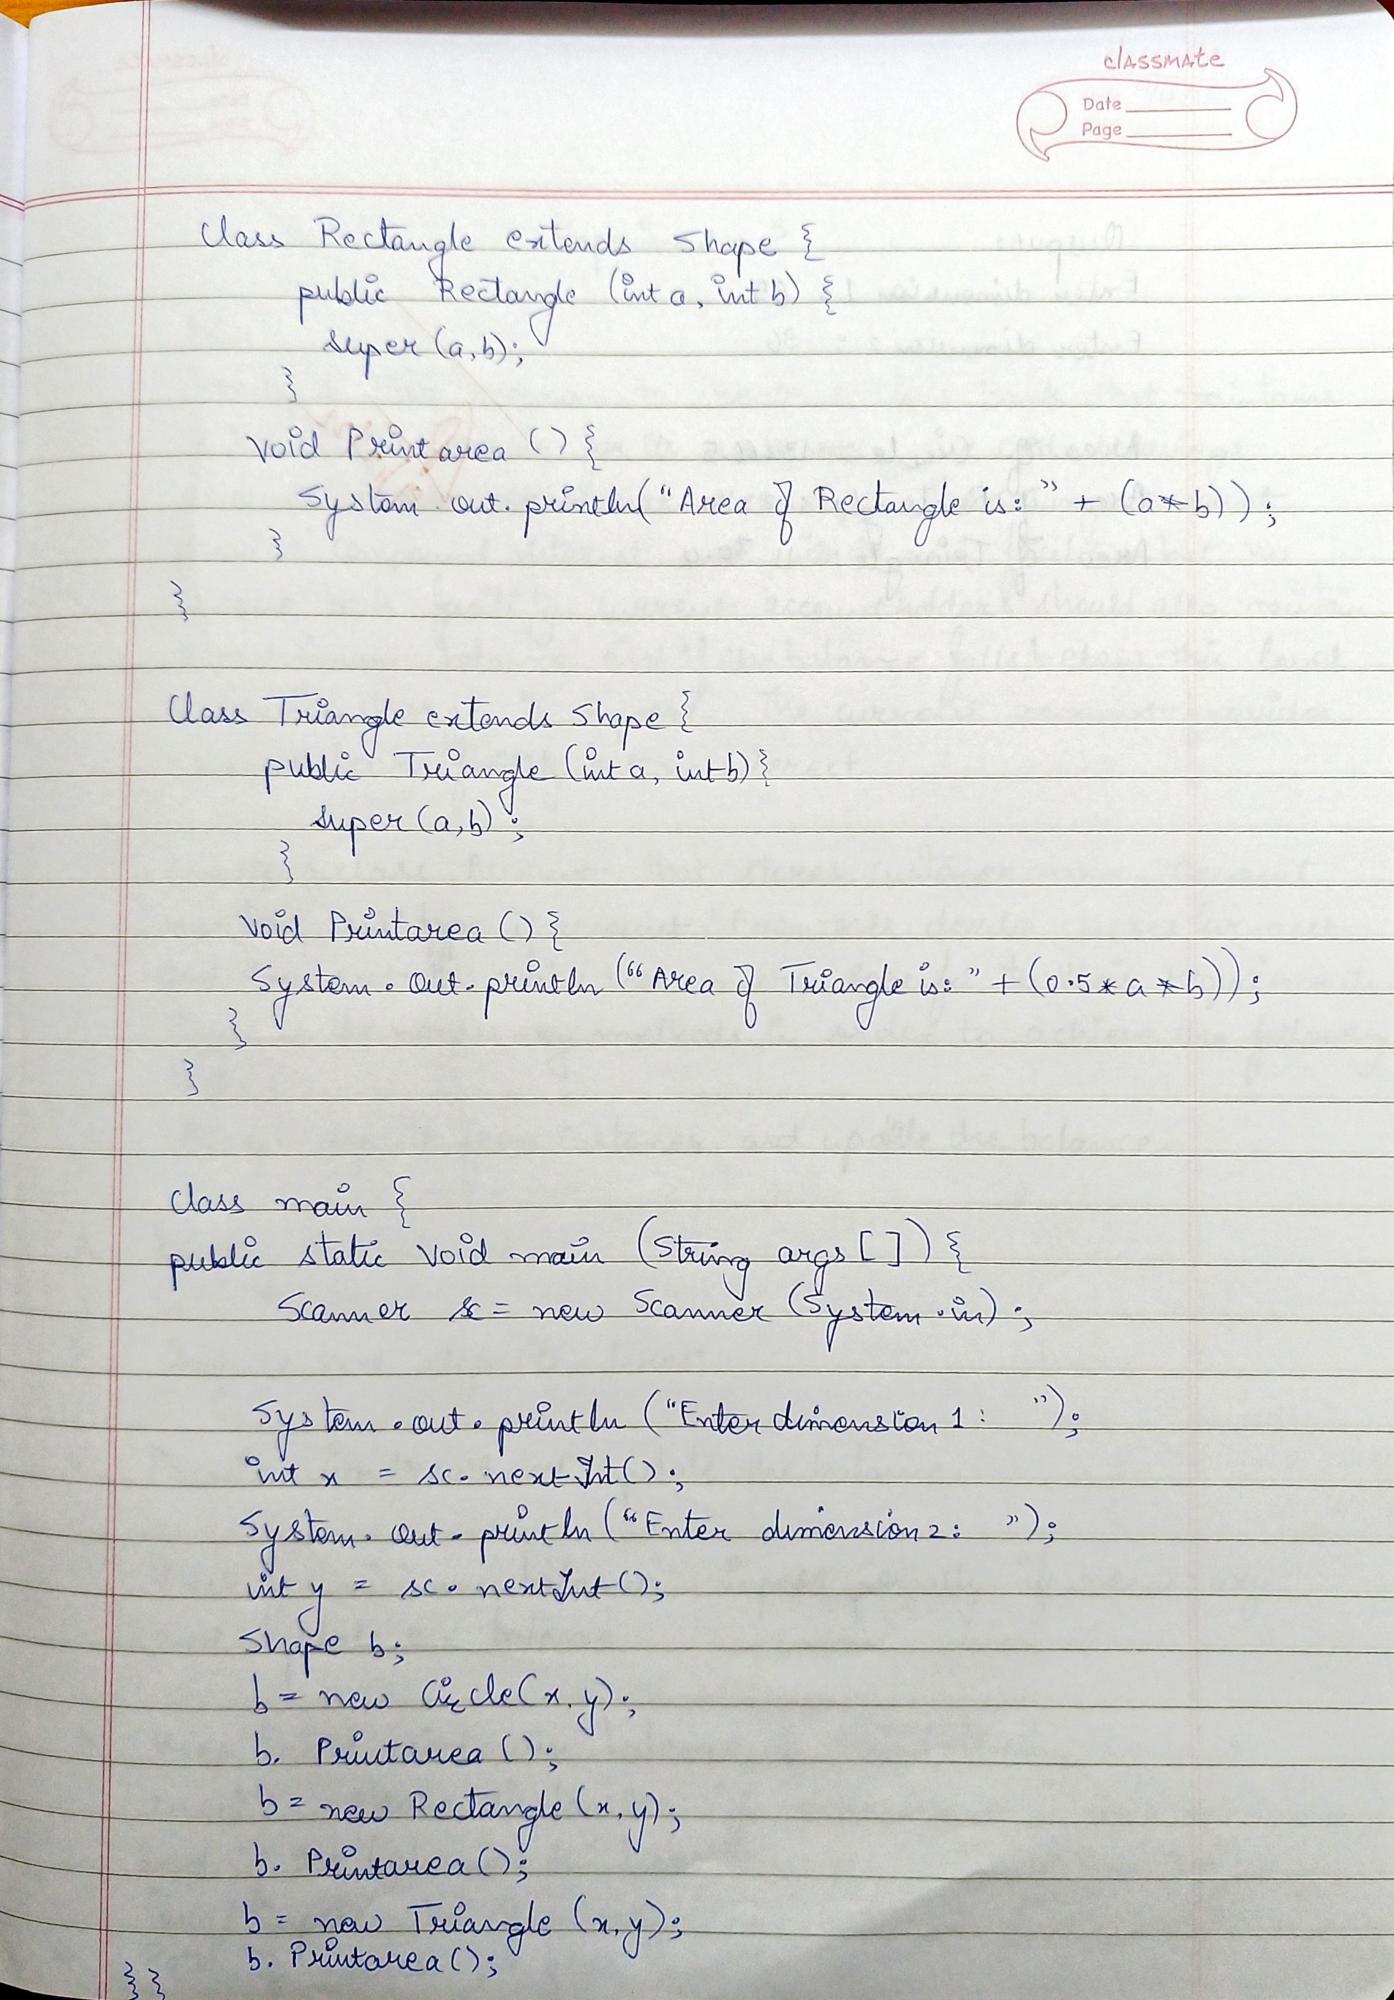 classmate
Date
Page
class Rectangle extends Shape {
public Rectangle (int a, int b) {
super (a, b);
}
void Printarea () {
System. out. println( "Area of Rectangle is: " + (a*b));
}
}
class Triangle extends Shape {
public Triangle (int a, int b) {
super (a, b) ;
}
void Printarea () {
System. out. println ("Area of Triangle is: " + (0.5 * a * b));
}
}
class main {
public static void main (String args [ ]) {
Scanner sc = new Scanner (System.in) ;
System. out. println ("Enter dimension 1: ");
int x = sc. nextInt();
System. out. println ("Enter dimension 2: ");
int y = sc. nextInt();
Shape b;
b = new Circle(x, y);
b. Printarea ();
b = new Rectangle (x, y);
b. Printarea ();
b = new Triangle (x, y);
b. Printarea ();
}}